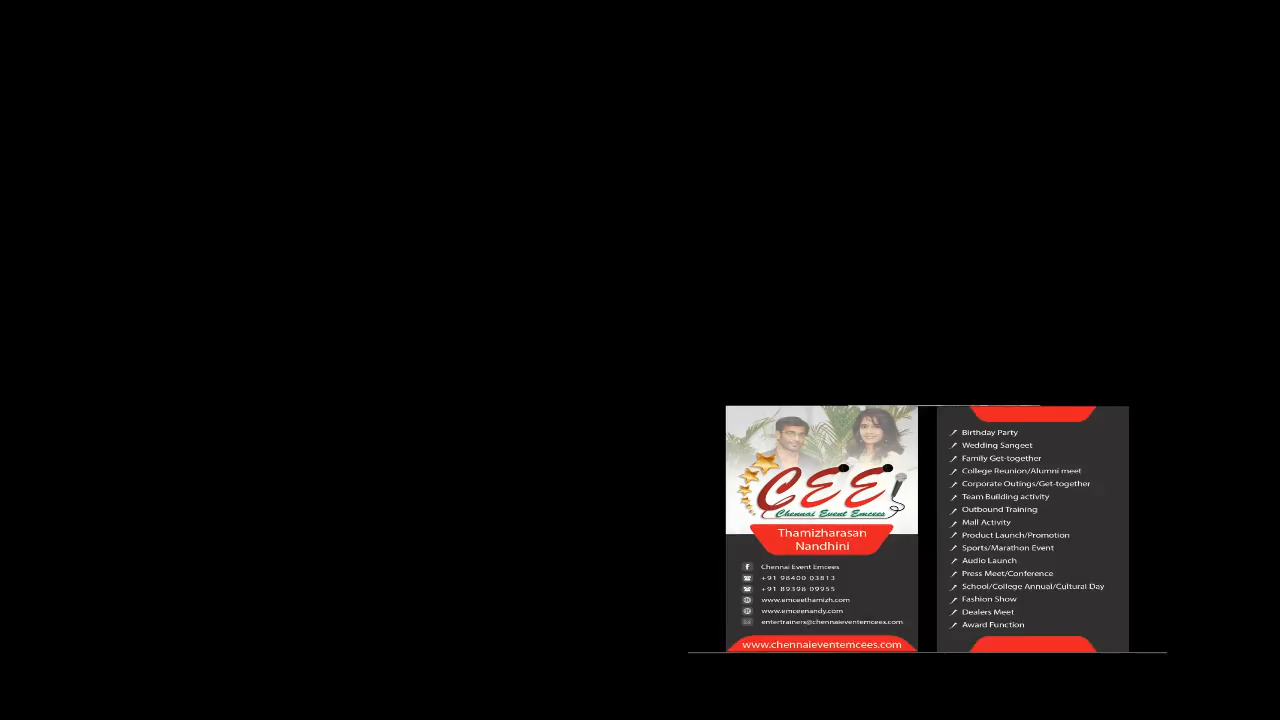 CEE
Chennai Event Emcees
Thamizharasan
Nandhini
Chennai Event Emcees
+91 98400 03813
+91 89398 09955
www.emceethamizh.com
www.emceenandy.com
entertrainers@chennaieventemcees.com
www.chennaieventemcees.com
Birthday Party
Wedding Sangeet
Family Get-together
College Reunion/Alumni meet
Corporate Outings/Get-together
Team Building activity
Outbound Training
Mall Activity
Product Launch/Promotion
Sports/Marathon Event
Audio Launch
Press Meet/Conference
School/College Annual/Cultural Day
Fashion Show
Dealers Meet
Award Function